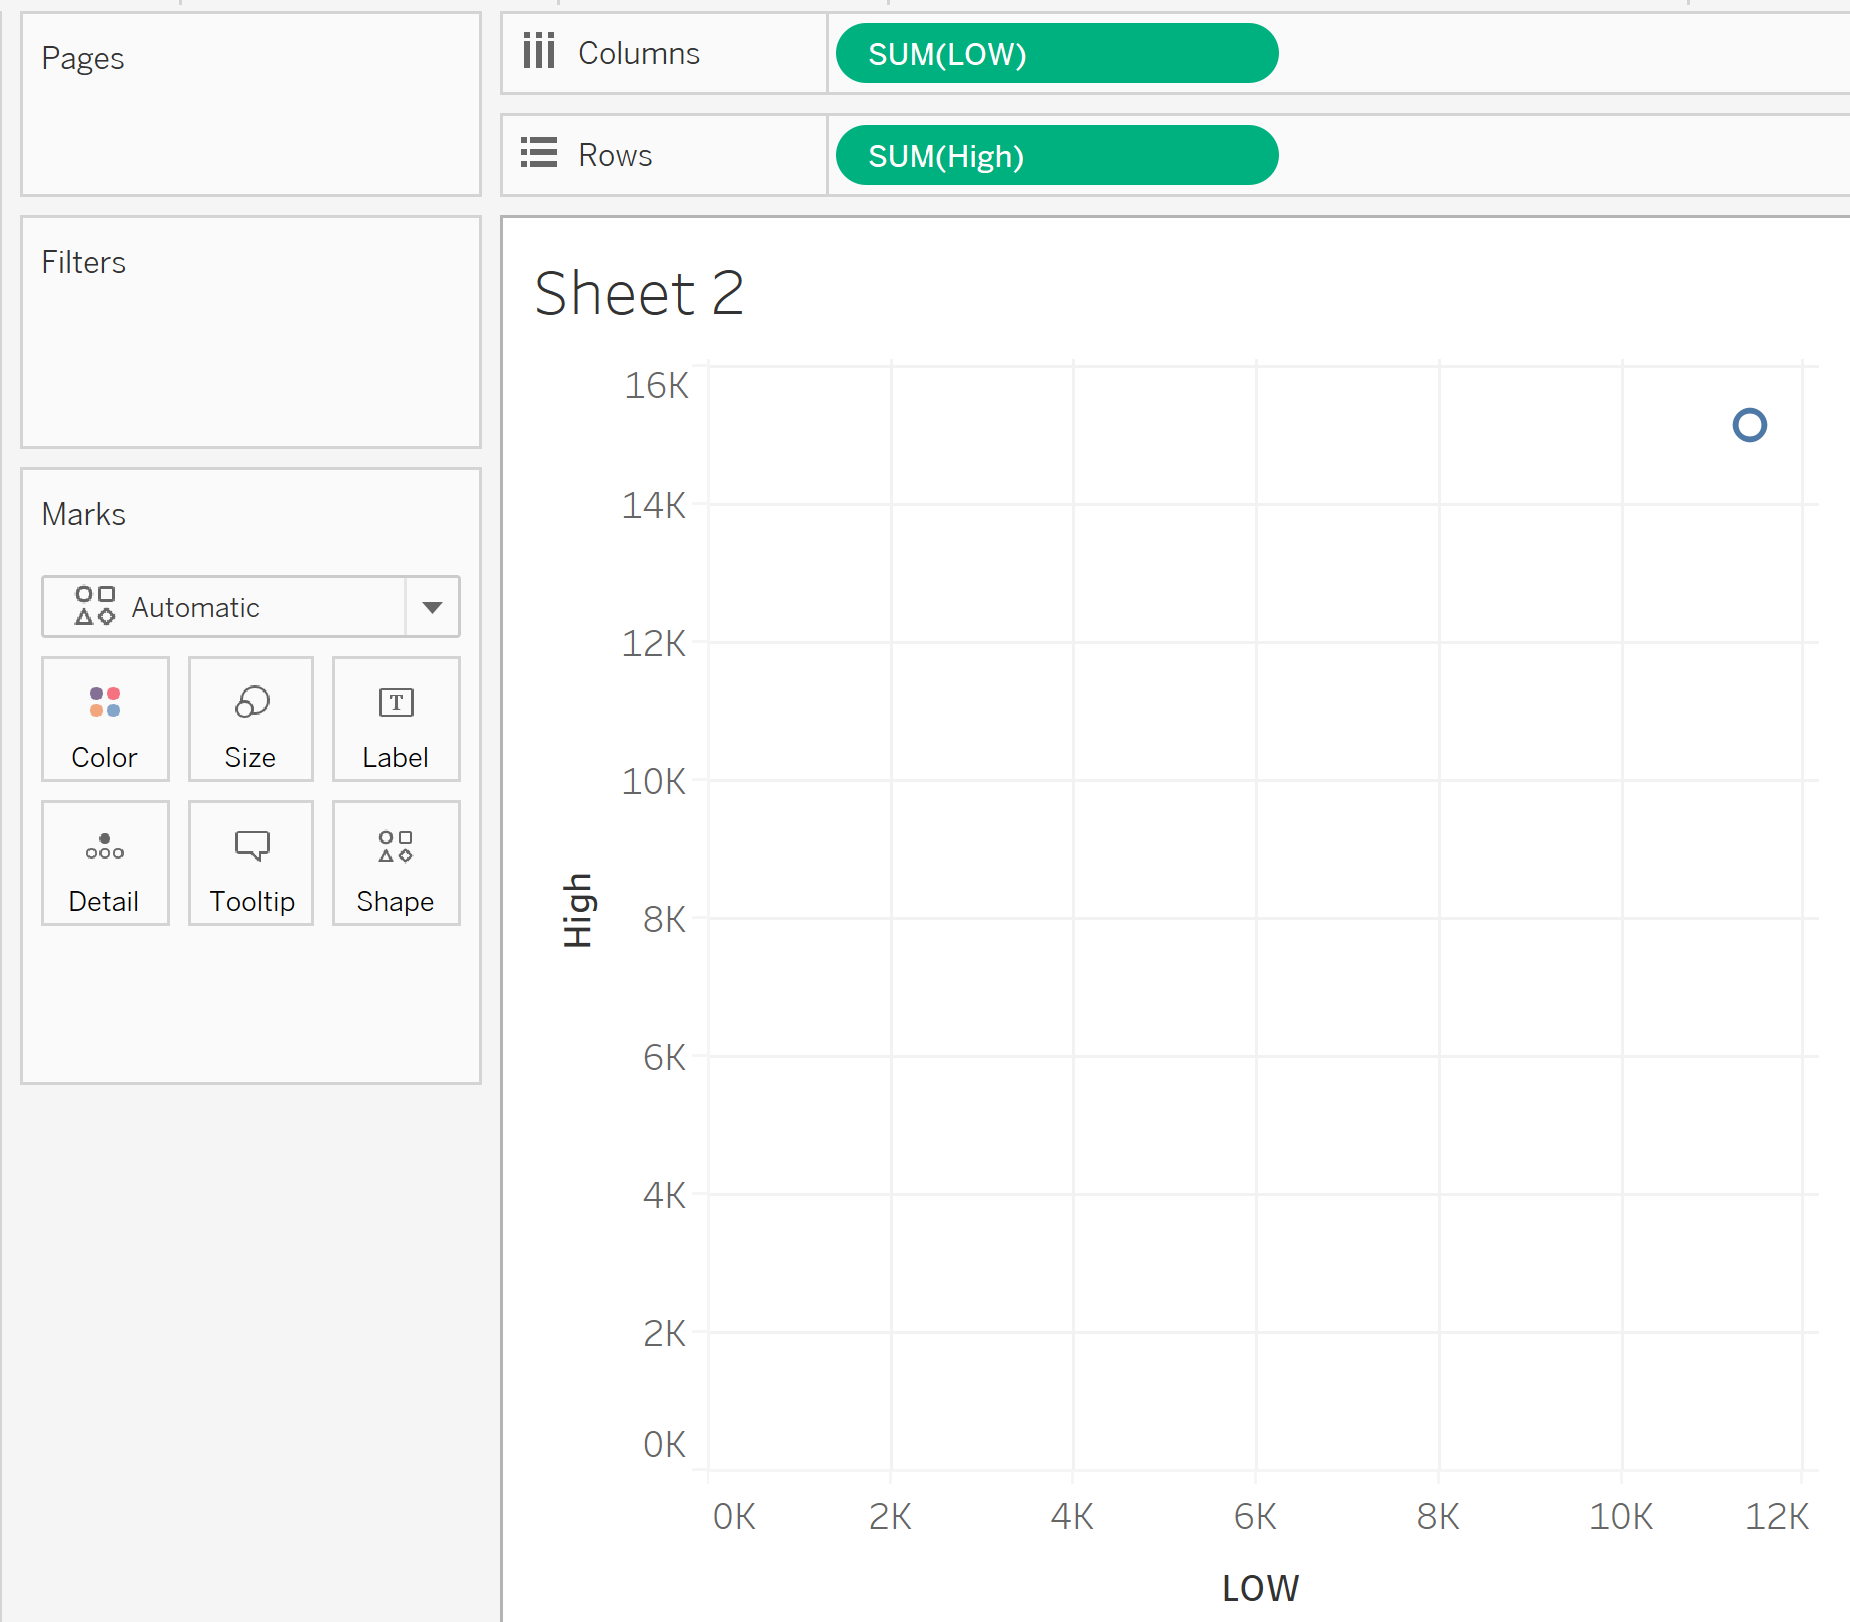 Pages
Columns
SUM(LOW)
Rows
SUM(High)
Filters
Sheet 2
Marks
Automatic
Color
Size
T
Label
Detail
Tooltip
Shape
High
16K
14K
12K
10K
8K
6K
4K
2K
0K
0K 2K 4K 6K 8K 10K 12K
LOW